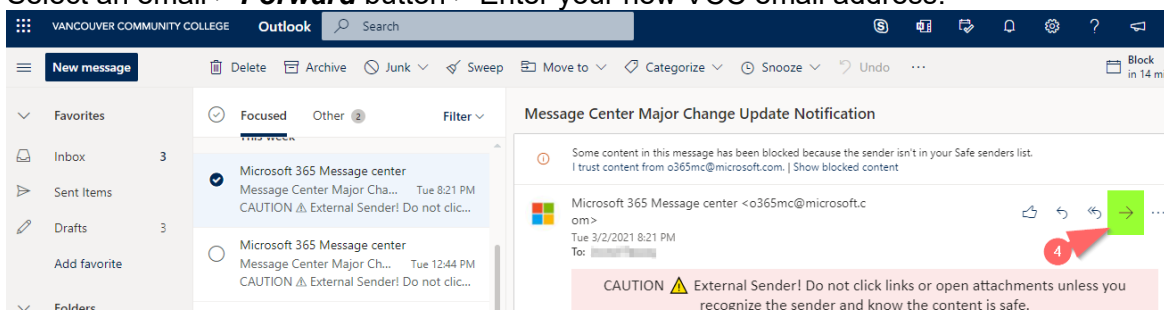 Select an email > Forward button > Enter your new VCC email address.
VANCOUVER COMMUNITY COLLEGE Outlook Search
New message Delete Archive Junk Sweep Move to Categorize Snooze Undo ... Block
in 14 m
Favorites Focused Other 2 Filter Message Center Major Change Update Notification
This week
Inbox 3 Some content in this message has been blocked because the sender isn't in your Safe senders list.
Microsoft 365 Message center I trust content from o365mc@microsoft.com. | Show blocked content
Sent Items Message Center Major Cha... Tue 8:21 PM
CAUTION ⚠ External Sender! Do not clic... Microsoft 365 Message center <o365mc@microsoft.c
om>
Drafts 3 Tue 3/2/2021 8:21 PM
Microsoft 365 Message center To:
Add favorite Message Center Major Ch... Tue 12:44 PM 4
CAUTION ⚠ External Sender! Do not clic... CAUTION ⚠ External Sender! Do not click links or open attachments unless you
Folders recognize the sender and know the content is safe.